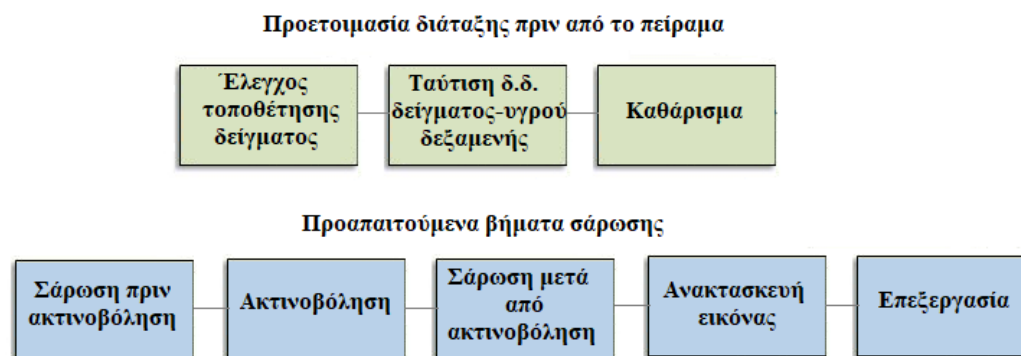 Προετοιμασία διάταξης πριν από το πείραμα
Έλεγχος
τοποθέτησης
δείγματος
Ταύτιση δ.δ.
δείγματος-υγρού
δεξαμενής
Καθάρισμα
Προαπαιτούμενα βήματα σάρωσης
Σάρωση πριν
ακτινοβόληση
Ακτινοβόληση
Σάρωση μετά
από
ακτινοβόληση
Ανακτασκευή
εικόνας
Επεξεργασία